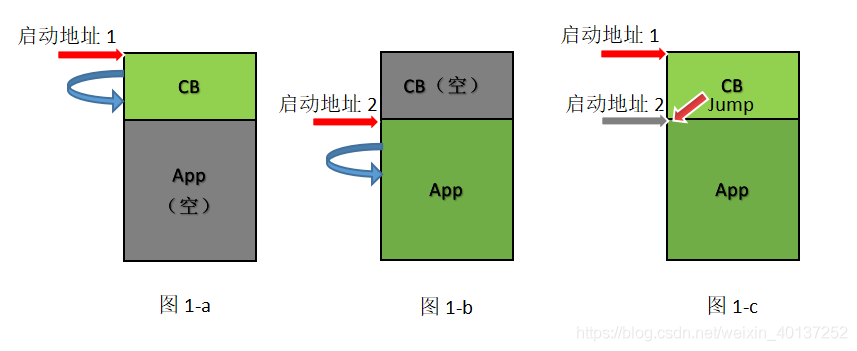 启动地址 1
CB
App
（空）
图 1-a
CB（空）
启动地址 2
App
图 1-b
启动地址 1
CB
启动地址 2
Jump
App
图 1-c
https://blog.csdn.net/weixin_40137252